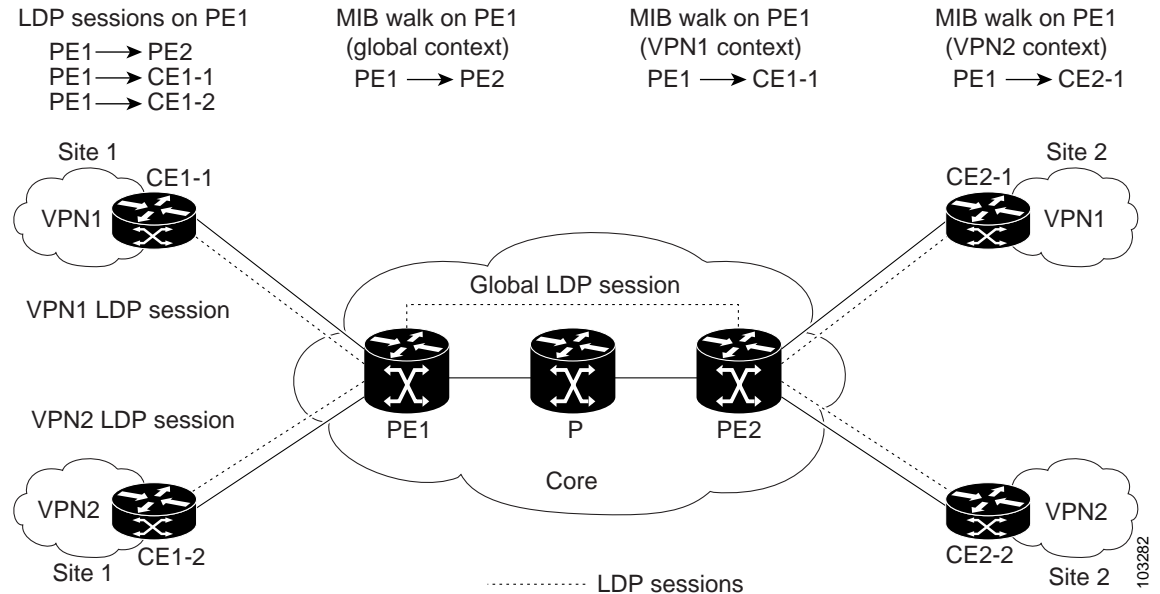 LDP sessions on PE1
PE1 → PE2
PE1 → CE1-1
PE1 → CE1-2
MIB walk on PE1
(global context)
PE1 → PE2
MIB walk on PE1
(VPN1 context)
PE1 → CE1-1
MIB walk on PE1
(VPN2 context)
PE1 → CE2-1
Site 1
CE1-1
VPN1
Site 2
CE2-1
VPN1
Global LDP session
VPN1 LDP session
VPN2 LDP session
PE1
P
PE2
Core
VPN2
CE1-2
Site 1
VPN2
CE2-2
Site 2
LDP sessions
103282